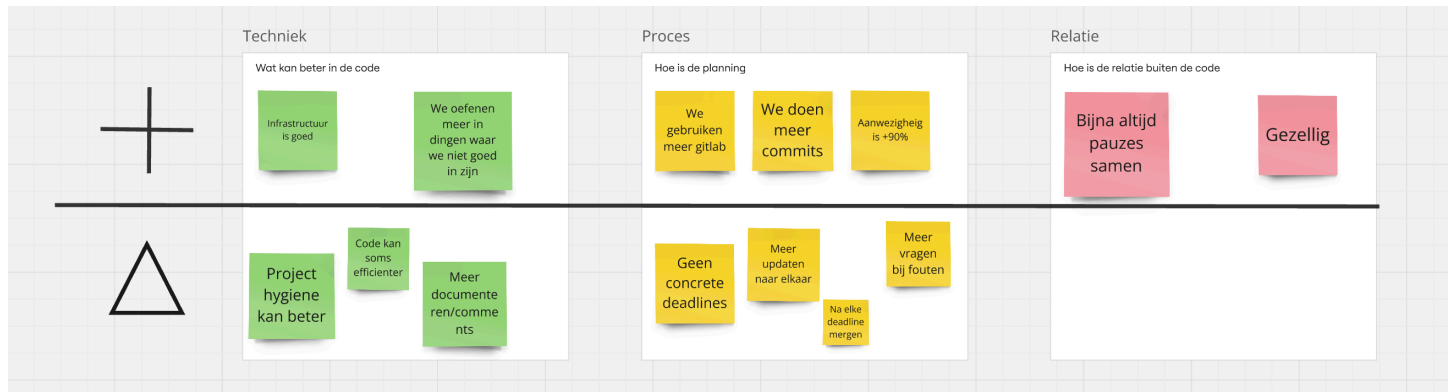 Techniek
Wat kan beter in de code
Infrastructuur
is goed
We oefenen
meer in
dingen waar
we niet goed
in zijn
Project
hygiene
kan beter
Code kan
soms
efficienter
Meer
documente
ren/comme
nts
Proces
Hoe is de planning
We
gebruiken
meer gitlab
We doen
meer
commits
Aanwezigheig
is +90%
Geen
concrete
deadlines
Meer
updaten
naar elkaar
Na elke
deadline
mergen
Meer
vragen
bij fouten
Relatie
Hoe is de relatie buiten de code
Bijna altijd
pauzes
samen
Gezellig